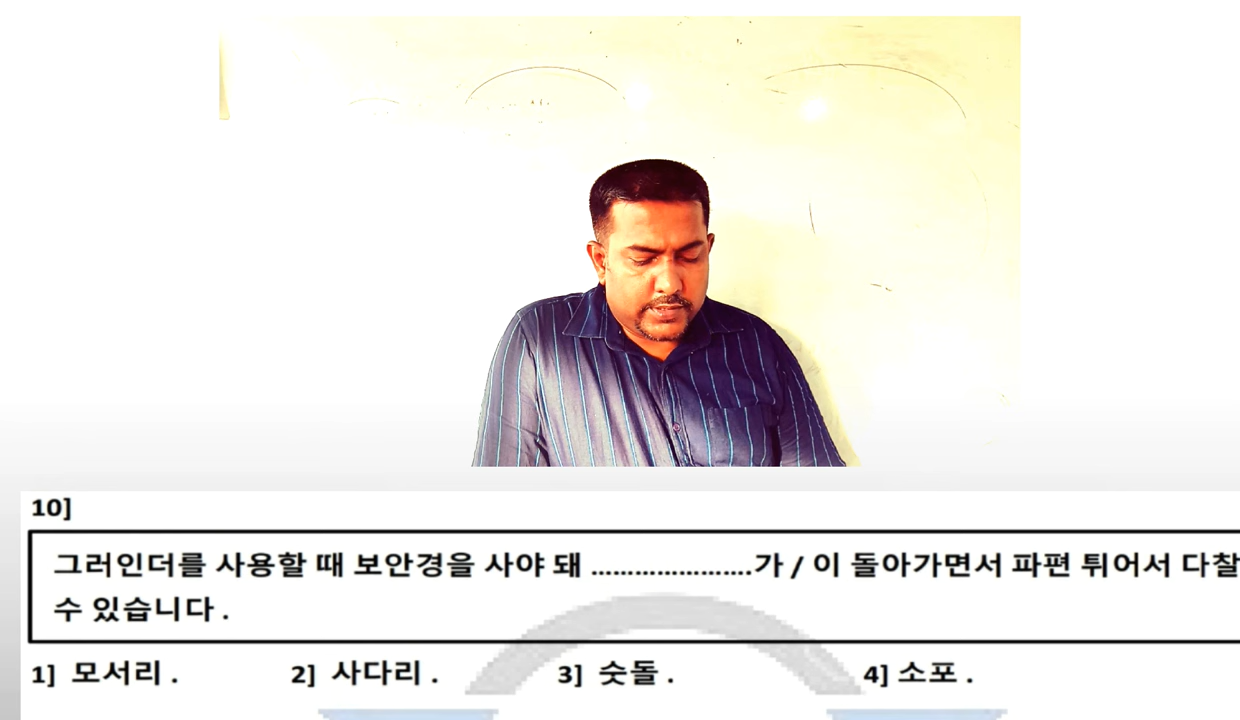 10]
그러인더를 사용할 때 보안경을 사야 돼 ......................가 / 이 돌아가면서 파편 튀어서 다찰
수 있습니다 .
1] 모서리 . 2] 사다리 . 3] 숫돌 . 4] 소포 .